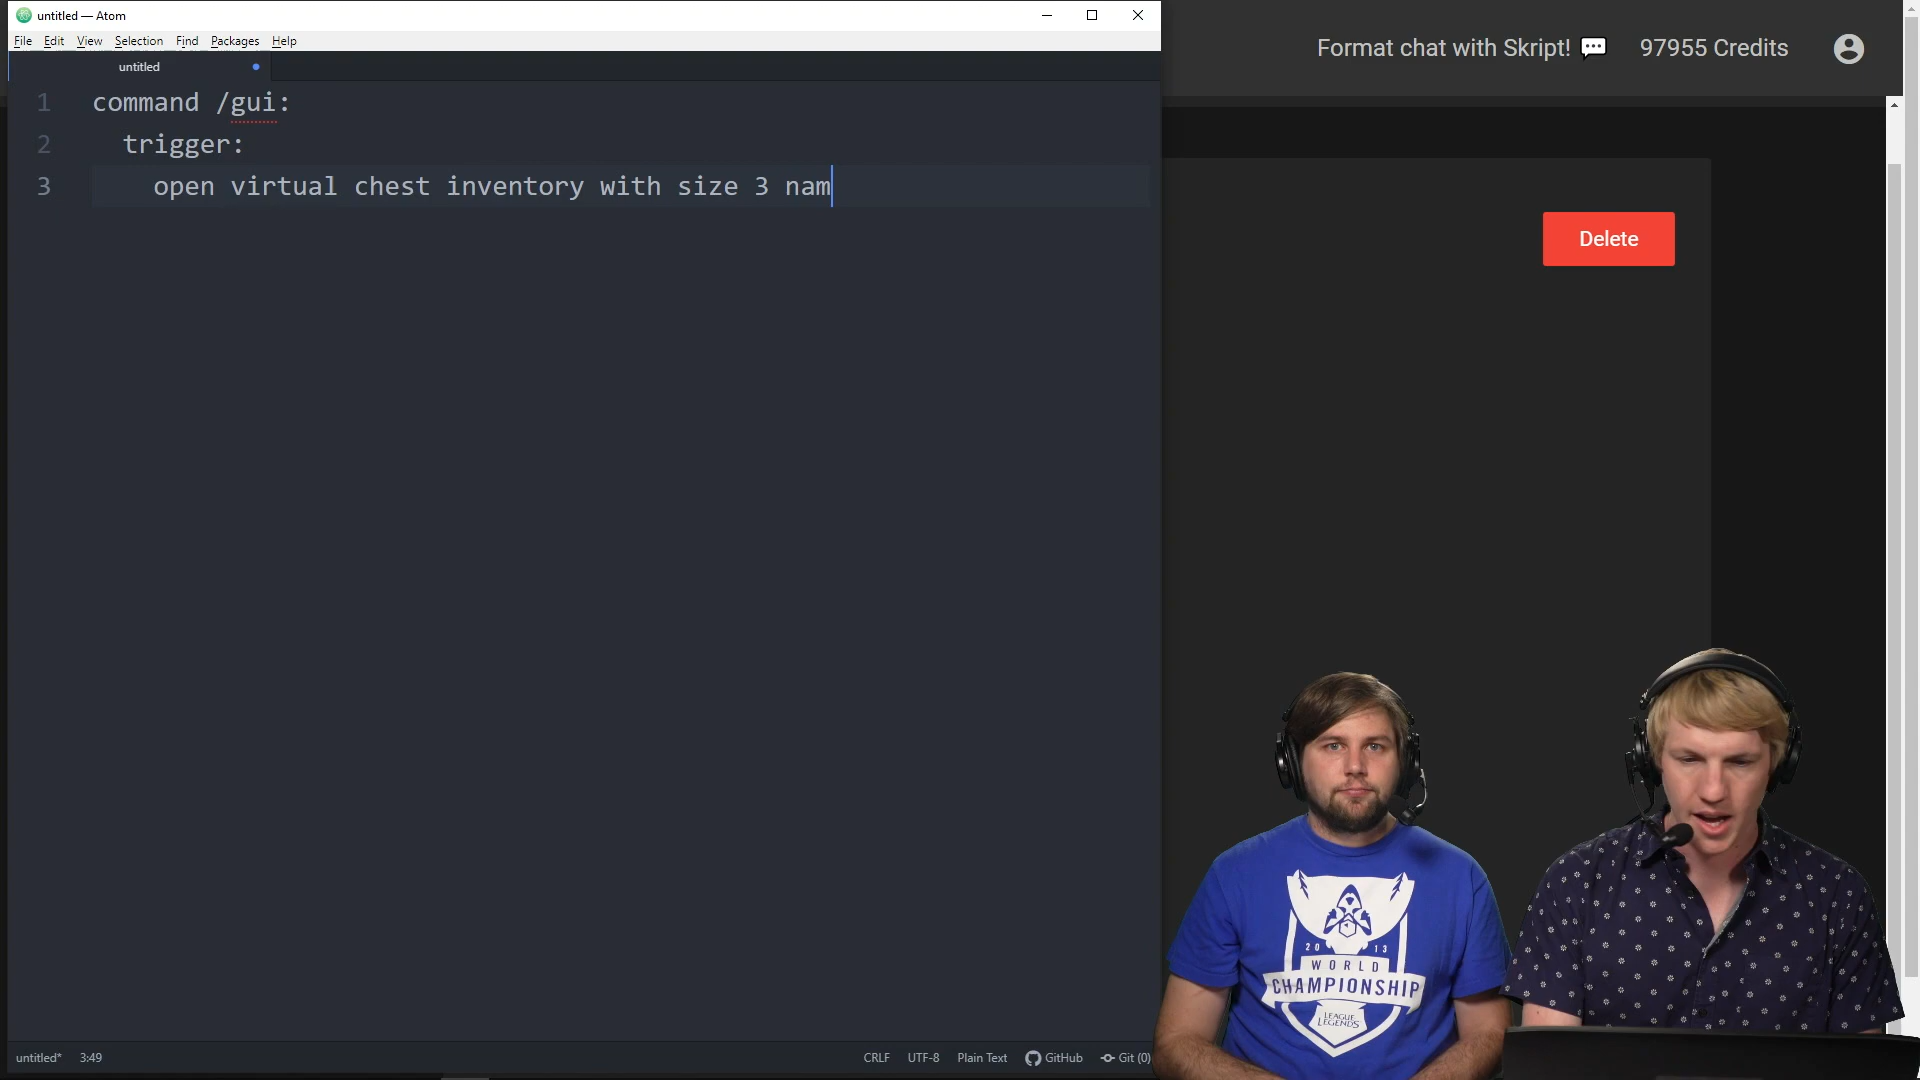 untitled — Atom
File Edit View Selection Find Packages Help
untitled
1 command /gui:
2 trigger:
3 open virtual chest inventory with size 3 nam
untitled* 3:49 CRLF UTF-8 Plain Text GitHub Git (0)
Format chat with Skript! 💬 97955 Credits
Delete
2013
WORLD
CHAMPIONSHIP
LEAGUE
LEGENDS